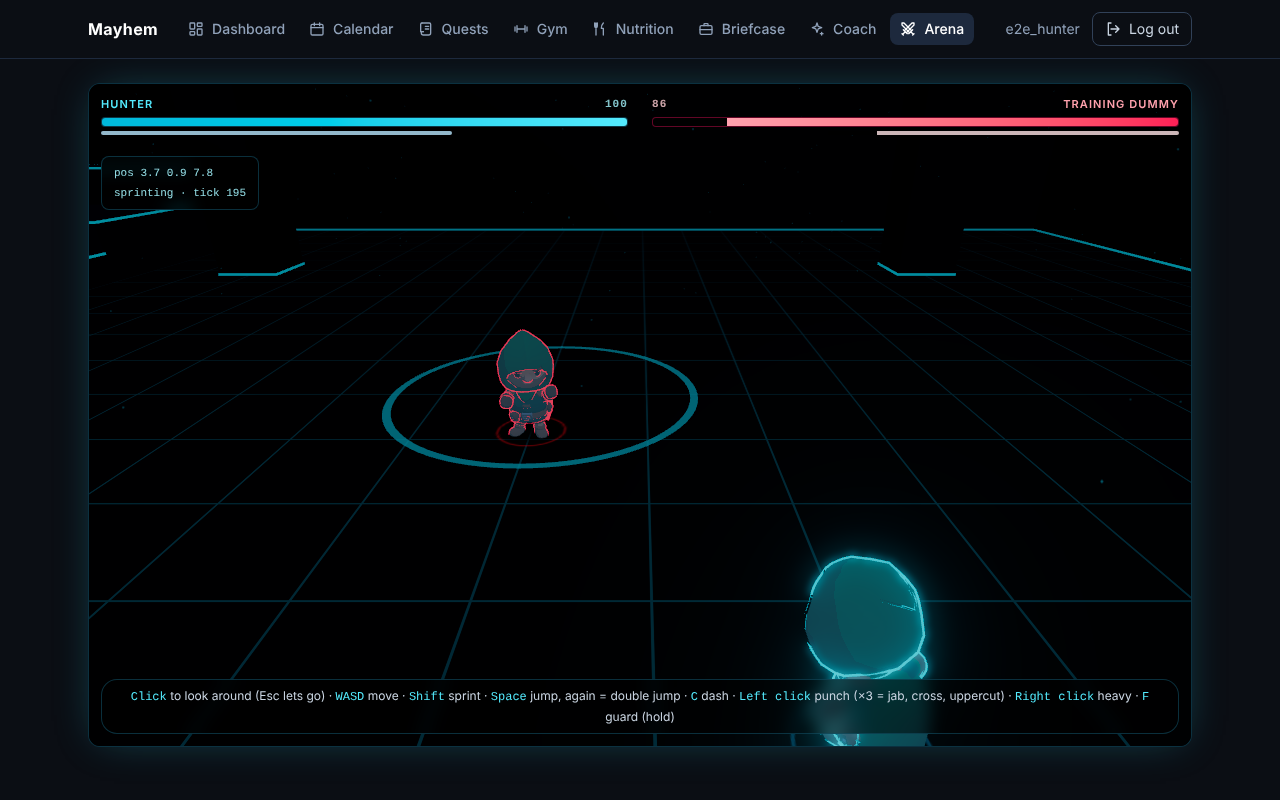 Mayhem Dashboard Calendar Quests Gym Nutrition Briefcase Coach Arena e2e_hunter Log out
HUNTER 100 86 TRAINING DUMMY
pos 3.7 0.9 7.8
sprinting · tick 195
Click to look around (Esc lets go) · WASD move · Shift sprint · Space jump, again = double jump · C dash · Left click punch (×3 = jab, cross, uppercut) · Right click heavy · F
guard (hold)